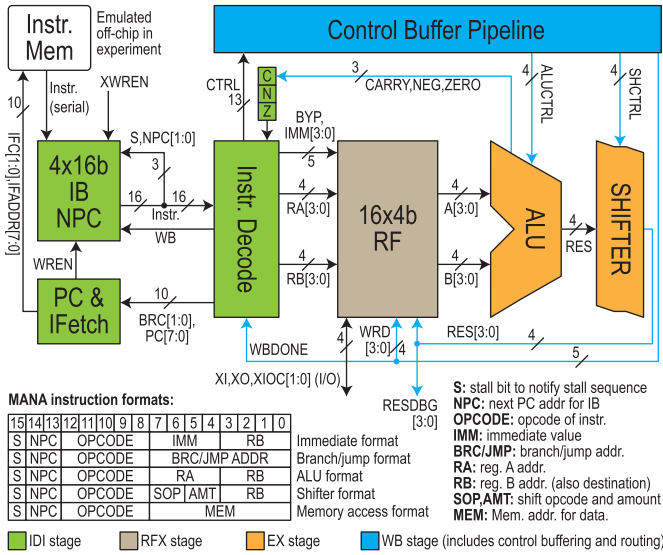 Instr.
Mem
Emulated
off-chip in
experiment
Control Buffer Pipeline
Instr.
(serial)
XWREN
10
IFC[1:0],IFADDR[7:0]
CTRL
13
C
N
Z
3
CARRY,NEG,ZERO
4
ALUCTRL
4
SHCTRL
S,NPC[1:0]
3
BYP,
IMM[3:0]
5
4x16b
IB
NPC
16
16
Instr.
WB
Instr. Decode
4
RA[3:0]
4
RB[3:0]
16x4b
RF
4
A[3:0]
4
B[3:0]
ALU
4
RES
SHIFTER
WREN
PC &
IFetch
10
BRC[1:0],
PC[7:0]
WBDONE
4
WRD
[3:0]
4
RES[3:0]
4
5
XI,XO,XIOC[1:0] (I/O)
RESDBG
[3:0]
MANA instruction formats:
15 14 13 12 11 10 9 8 7 6 5 4 3 2 1 0
S NPC OPCODE IMM RB Immediate format
S NPC OPCODE BRC/JMP ADDR Branch/jump format
S NPC OPCODE RA RB ALU format
S NPC OPCODE SOP AMT RB Shifter format
S NPC OPCODE MEM Memory access format
S: stall bit to notify stall sequence
NPC: next PC addr for IB
OPCODE: opcode of instr.
IMM: immediate value
BRC/JMP: branch/jump addr.
RA: reg. A addr.
RB: reg. B addr. (also destination)
SOP,AMT: shift opcode and amount
MEM: Mem. addr. for data.
IDI stage
RFX stage
EX stage
WB stage (includes control buffering and routing)